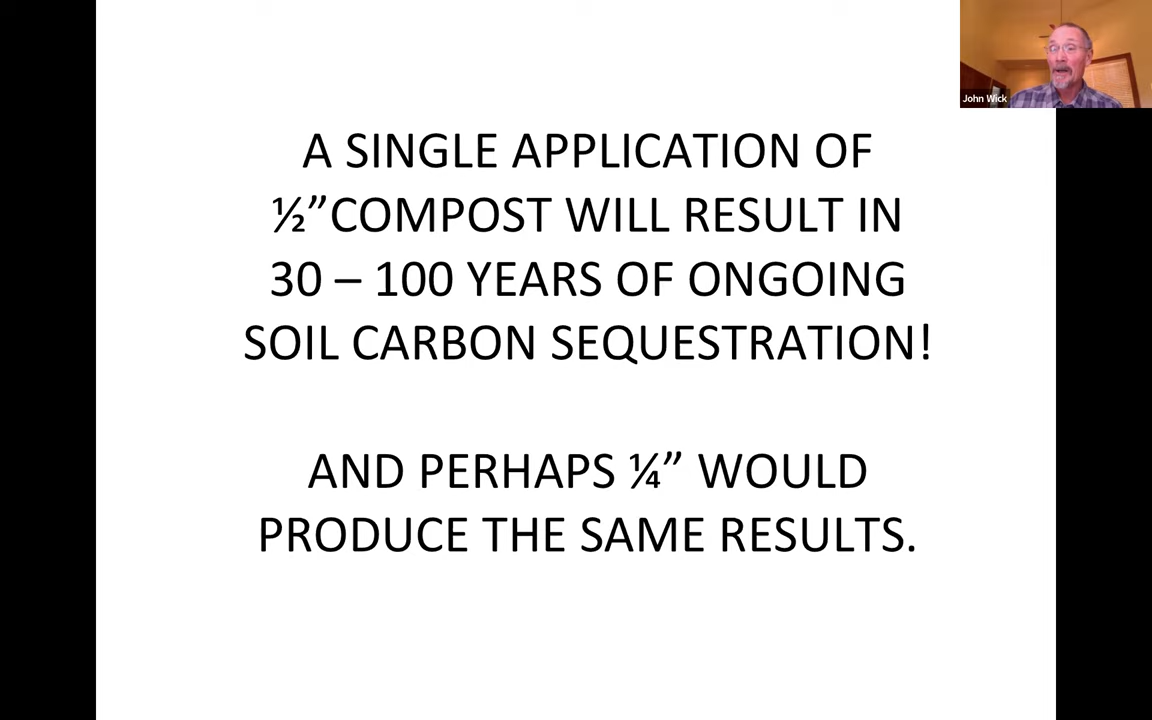 John Wick
A SINGLE APPLICATION OF
½”COMPOST WILL RESULT IN
30 – 100 YEARS OF ONGOING
SOIL CARBON SEQUESTRATION!
AND PERHAPS ¼” WOULD
PRODUCE THE SAME RESULTS.